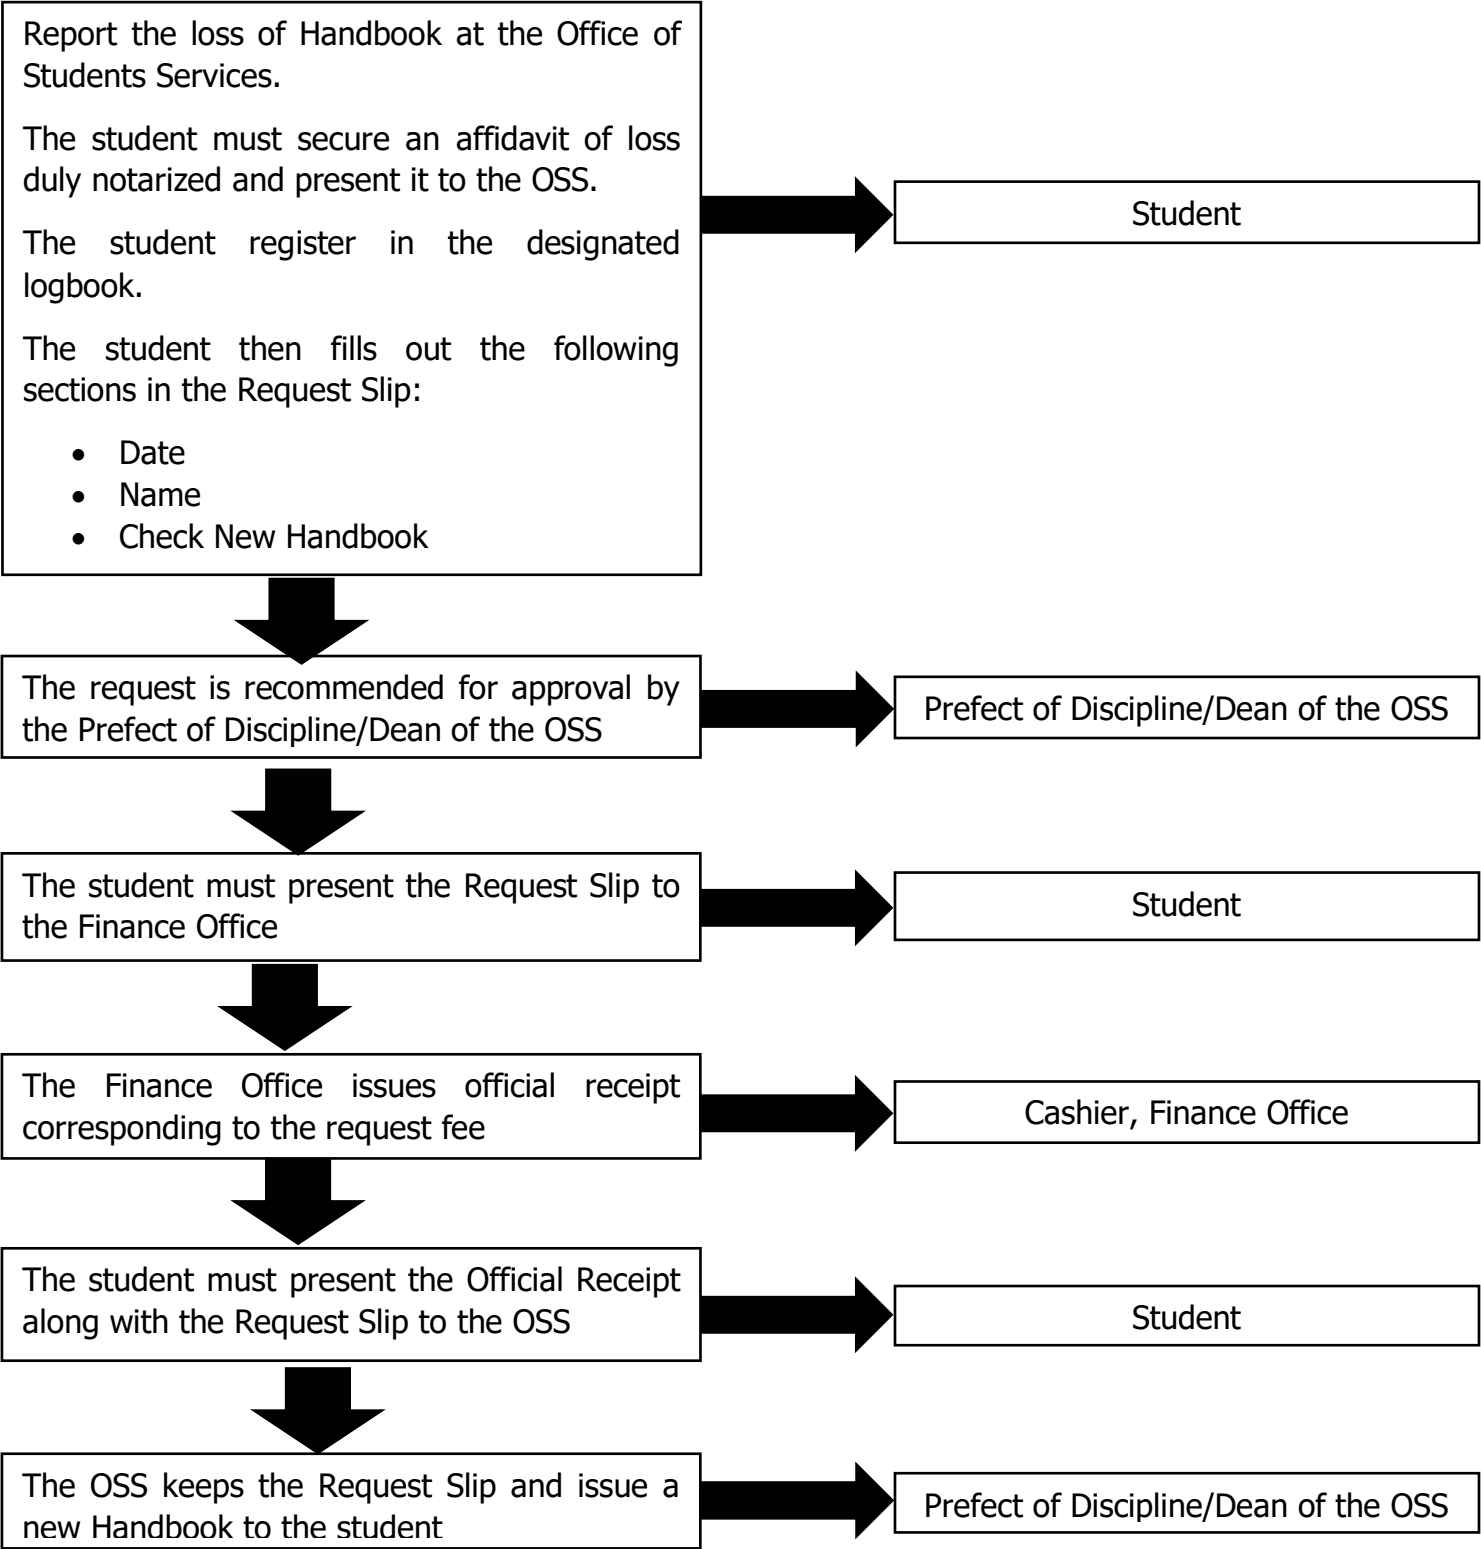 Report the loss of Handbook at the Office of
Students Services.
The student must secure an affidavit of loss
duly notarized and present it to the OSS.
The student register in the designated
logbook.
The student then fills out the following
sections in the Request Slip:
• Date
• Name
• Check New Handbook
Student
The request is recommended for approval by
the Prefect of Discipline/Dean of the OSS
Prefect of Discipline/Dean of the OSS
The student must present the Request Slip to
the Finance Office
Student
The Finance Office issues official receipt
corresponding to the request fee
Cashier, Finance Office
The student must present the Official Receipt
along with the Request Slip to the OSS
Student
The OSS keeps the Request Slip and issue a
new Handbook to the student
Prefect of Discipline/Dean of the OSS